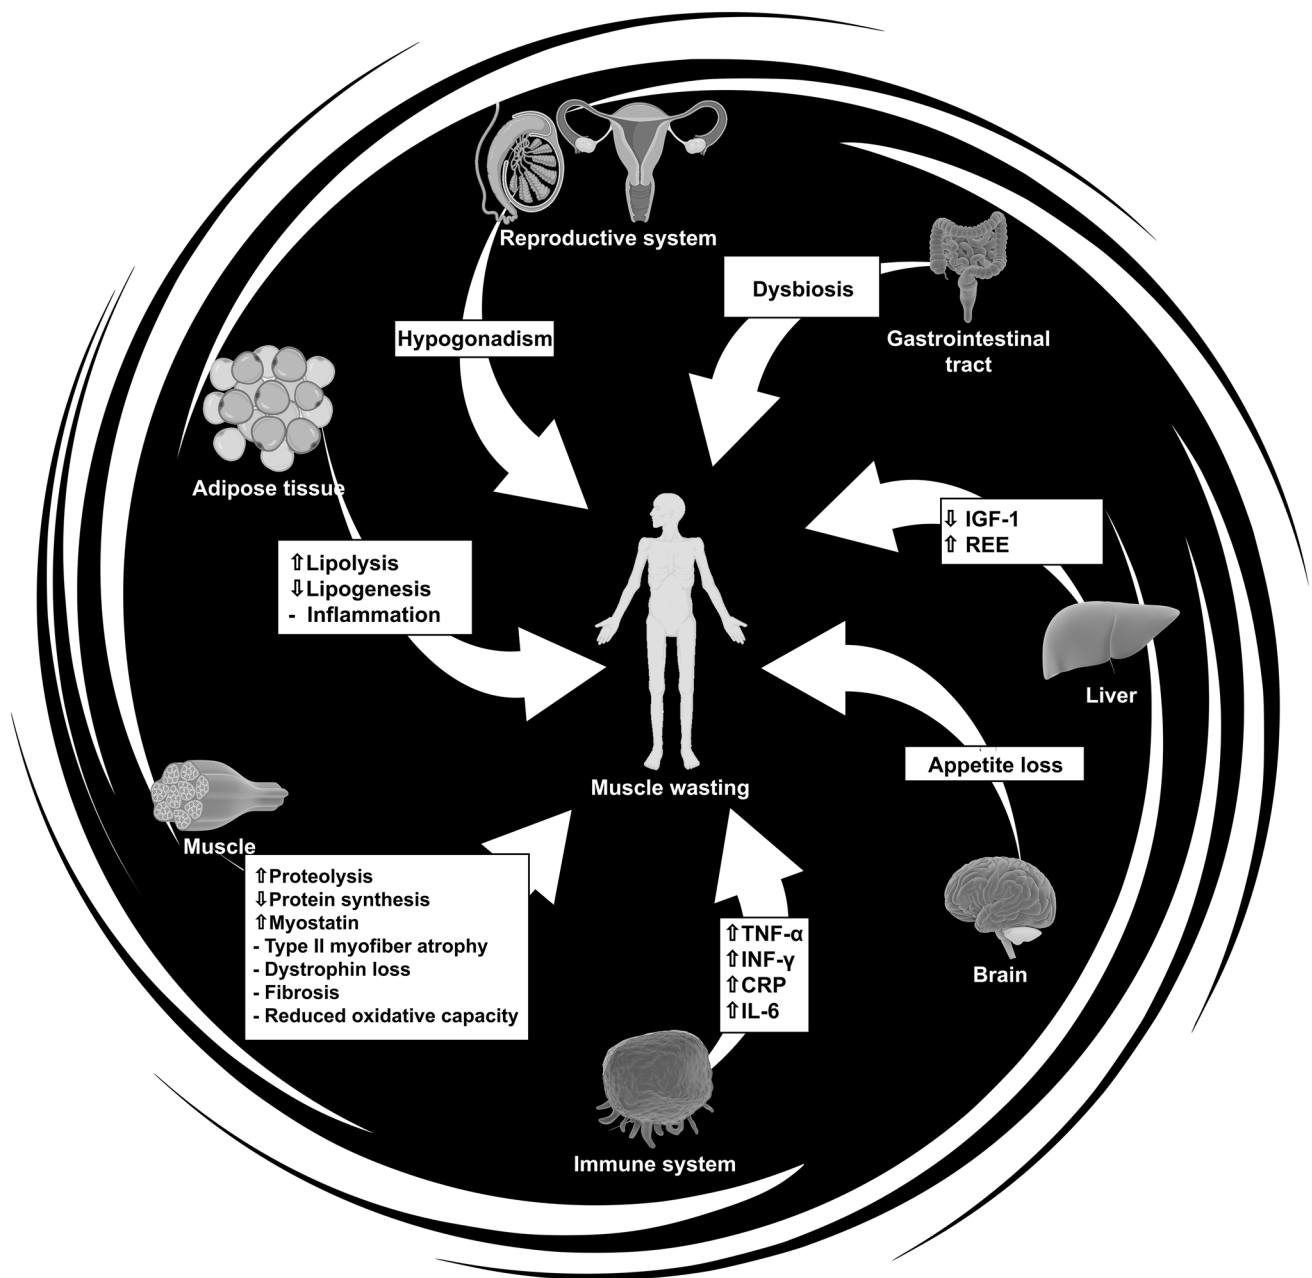 Reproductive system
Dysbiosis
Gastrointestinal
tract
Hypogonadism
Adipose tissue
⇧ Lipolysis
⇩ Lipogenesis
- Inflammation
⇩ IGF-1
⇧ REE
Liver
Appetite loss
Muscle wasting
Muscle
⇧ Proteolysis
⇩ Protein synthesis
⇧ Myostatin
- Type II myofiber atrophy
- Dystrophin loss
- Fibrosis
- Reduced oxidative capacity
⇧ TNF-α
⇧ INF-γ
⇧ CRP
⇧ IL-6
Brain
Immune system